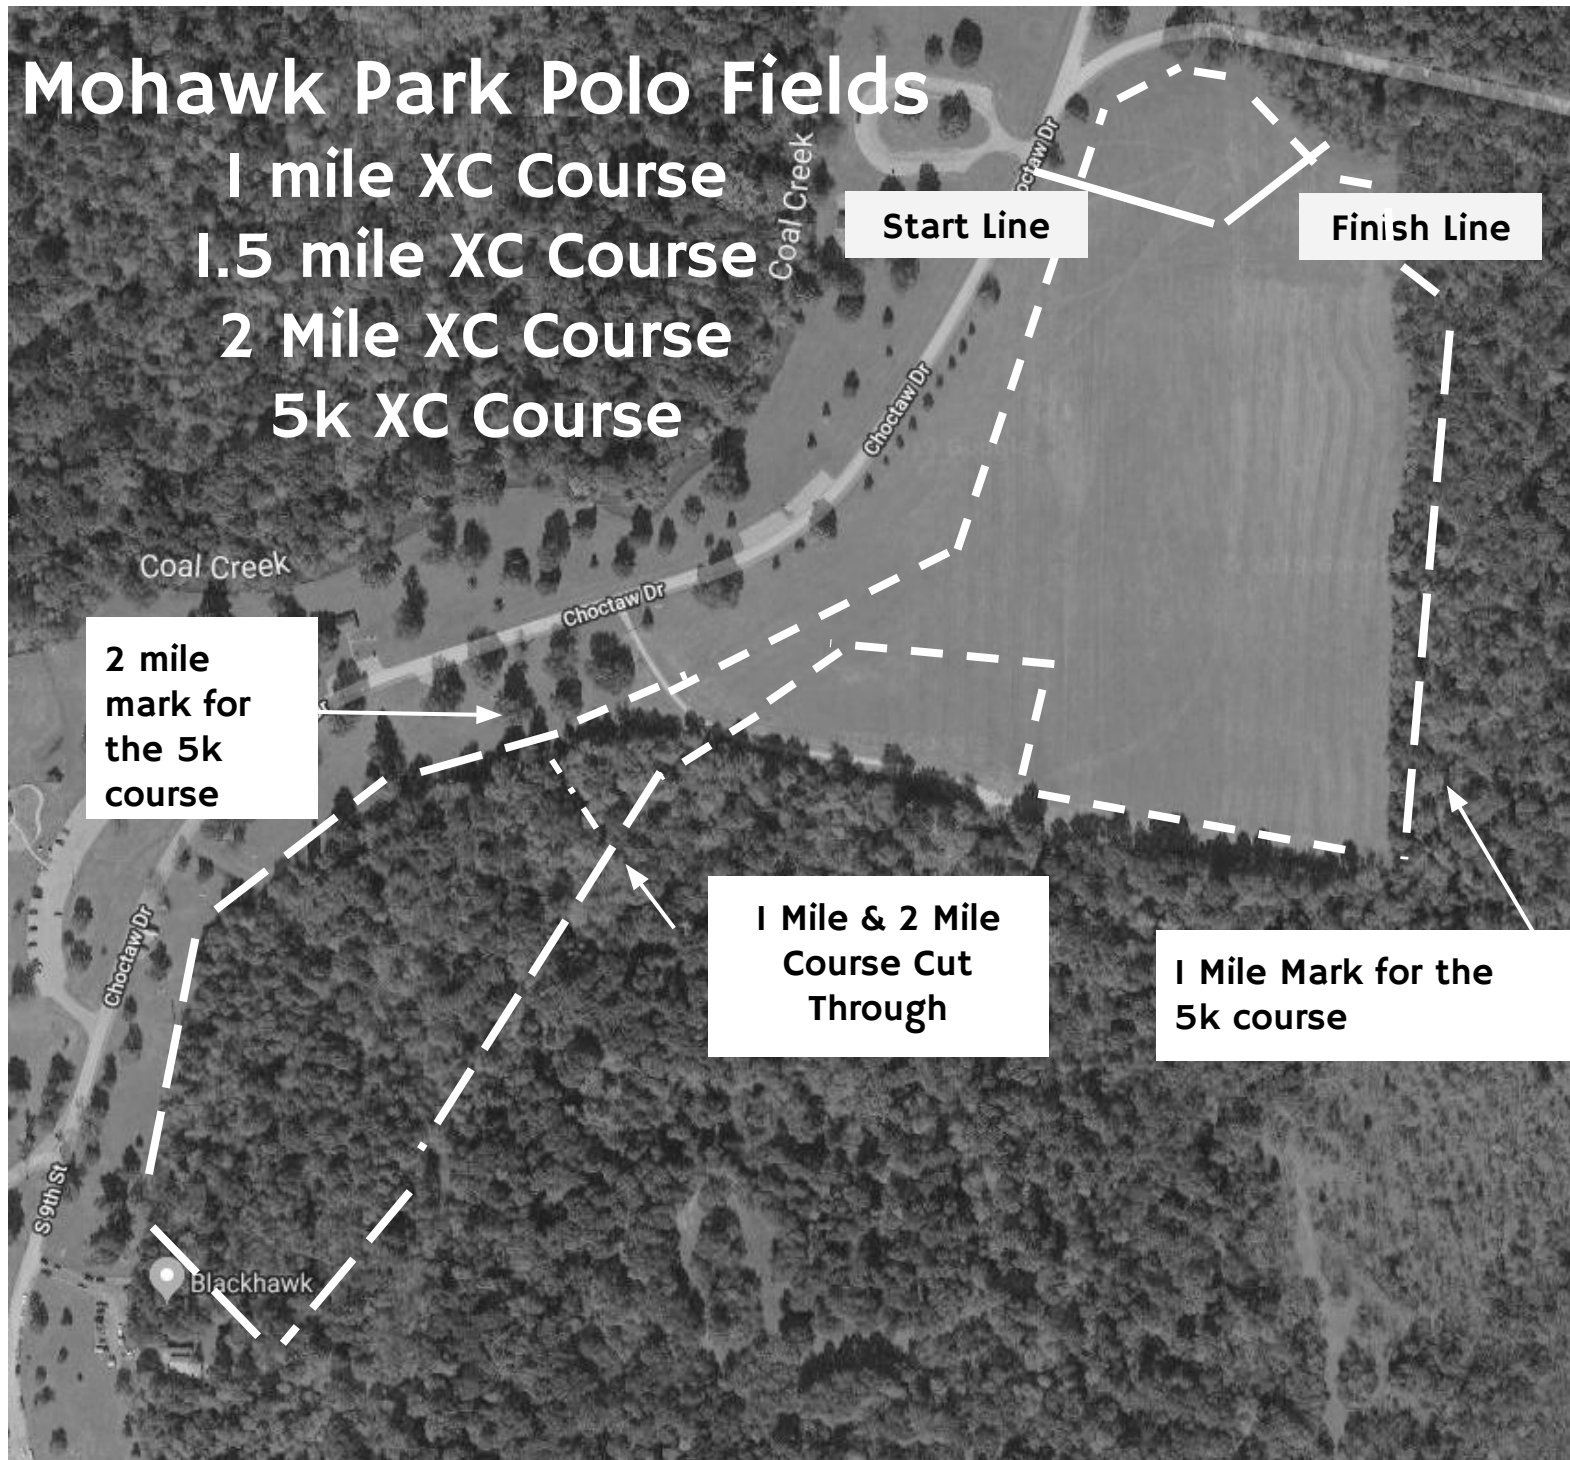 Mohawk Park Polo Fields
1 mile XC Course
1.5 mile XC Course
2 Mile XC Course
5k XC Course
Coal Creek
Choctaw Dr
Start Line
Finish Line
Choctaw Dr
Coal Creek
Choctaw Dr
2 mile
mark for
the 5k
course
1 Mile & 2 Mile
Course Cut
Through
1 Mile Mark for the
5k course
Choctaw Dr
S 9th St
Blackhawk